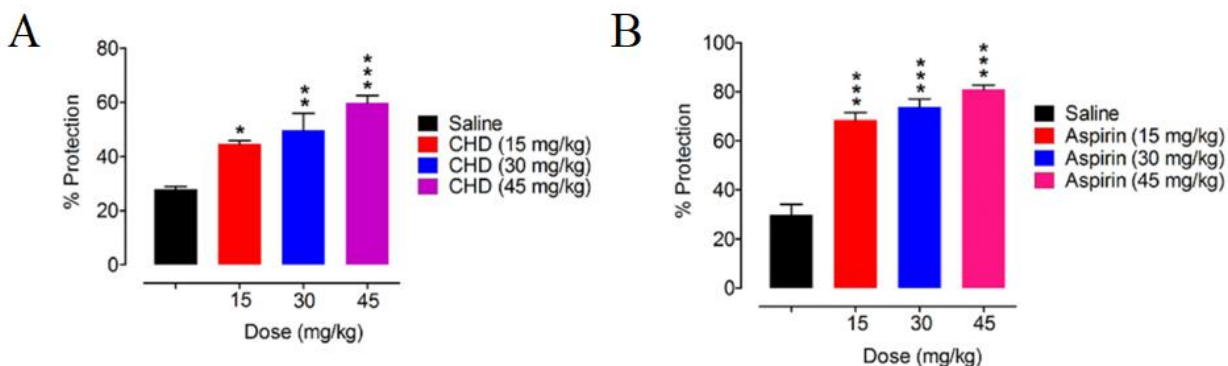 A
80
60
40
20
0
% Protection
*
**
***
15
30
45
Dose (mg/kg)
Saline
CHD (15 mg/kg)
CHD (30 mg/kg)
CHD (45 mg/kg)
B
100
80
60
40
20
0
% Protection
***
***
***
15
30
45
Dose (mg/kg)
Saline
Aspirin (15 mg/kg)
Aspirin (30 mg/kg)
Aspirin (45 mg/kg)